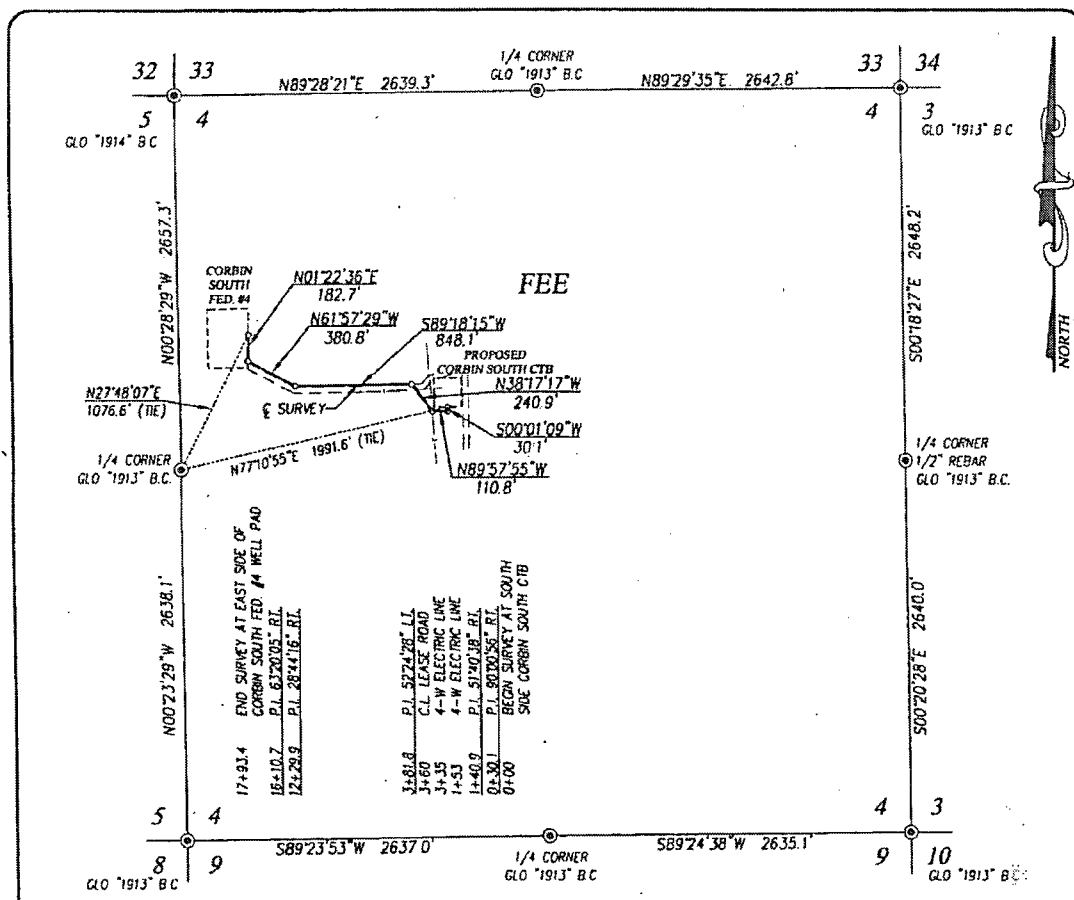 32 33
1/4 CORNER
GLO "1913" B.C
33 34
N89°28'21"E 2639.3'
N89°29'35"E 2642.8'
5 4
4 3
GLO "1914" B.C
GLO "1913" B.C
N00°28'29"W 2657.3'
S00°18'27"E 2648.2'
NORTH
CORBIN
SOUTH
FED. #4
N01°22'36"E
182.7'
FEE
N61°57'29"W
380.8'
S89°18'15"W
848.1'
PROPOSED
CORBIN SOUTH CTB
N38°17'17"W
240.9'
N27°48'07"E
1076.6' (TIE)
℄ SURVEY
S00°01'09"W
30.1'
N77°10'55"E 1991.6' (TIE)
N89°57'55"W
110.8'
1/4 CORNER
GLO "1913" B.C.
1/4 CORNER
1/2" REBAR
GLO "1913" B.C.
N00°23'29"W 2638.1'
S00°20'28"E 2640.0'
17+93.4 END SURVEY AT EAST SIDE OF
CORBIN SOUTH FED. #4 WELL PAD
16+10.7 P.I. 63°20'05" RT.
12+29.9 P.I. 28°44'16" RT.
3+81.8 P.I. 52°24'28" LT.
3+60 C.L. LEASE ROAD
3+35 4-W ELECTRIC LINE
1+53 4-W ELECTRIC LINE
1+40.9 P.I. 51°40'38" RT.
0+30.1 P.I. 90°00'56" RT.
0+00 BEGIN SURVEY AT SOUTH
SIDE CORBIN SOUTH CTB
5 4
4 3
S89°23'53"W 2637.0'
S89°24'38"W 2635.1'
8 9
1/4 CORNER
GLO "1913" B.C
9 10
GLO "1913" B.C
GLO "1913" B.C